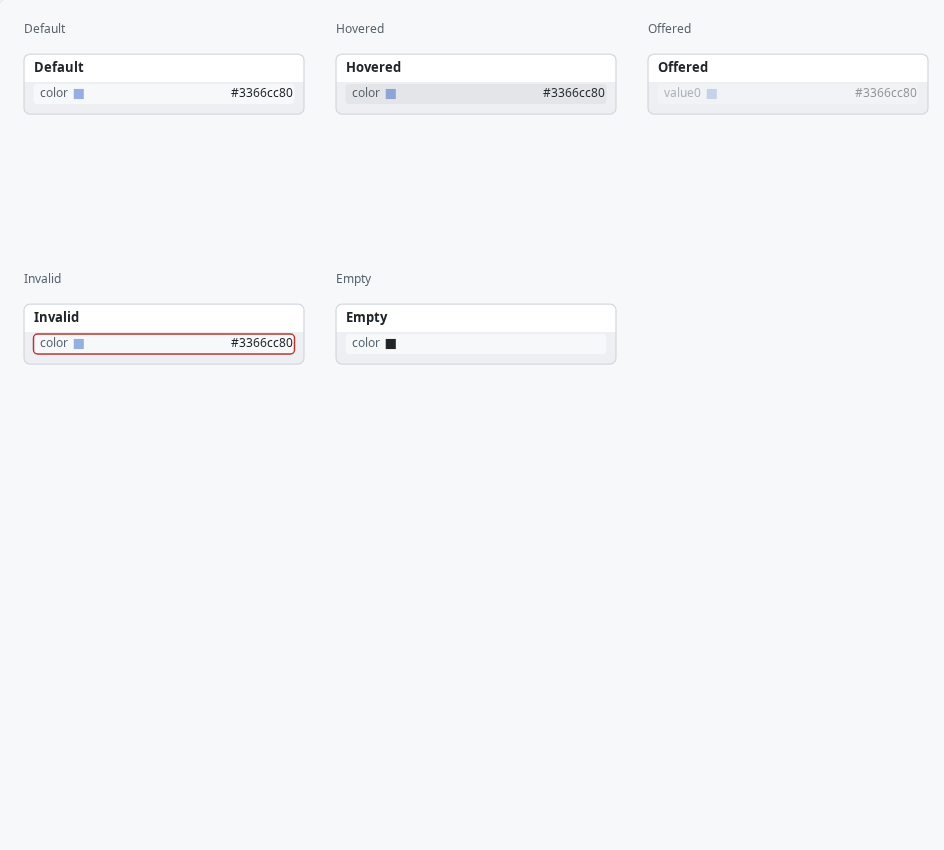 Default
Hovered
Offered
Default
Hovered
Offered
color #3366cc80
color #3366cc80
value0 #3366cc80
Invalid
Empty
Invalid
Empty
color #3366cc80
color